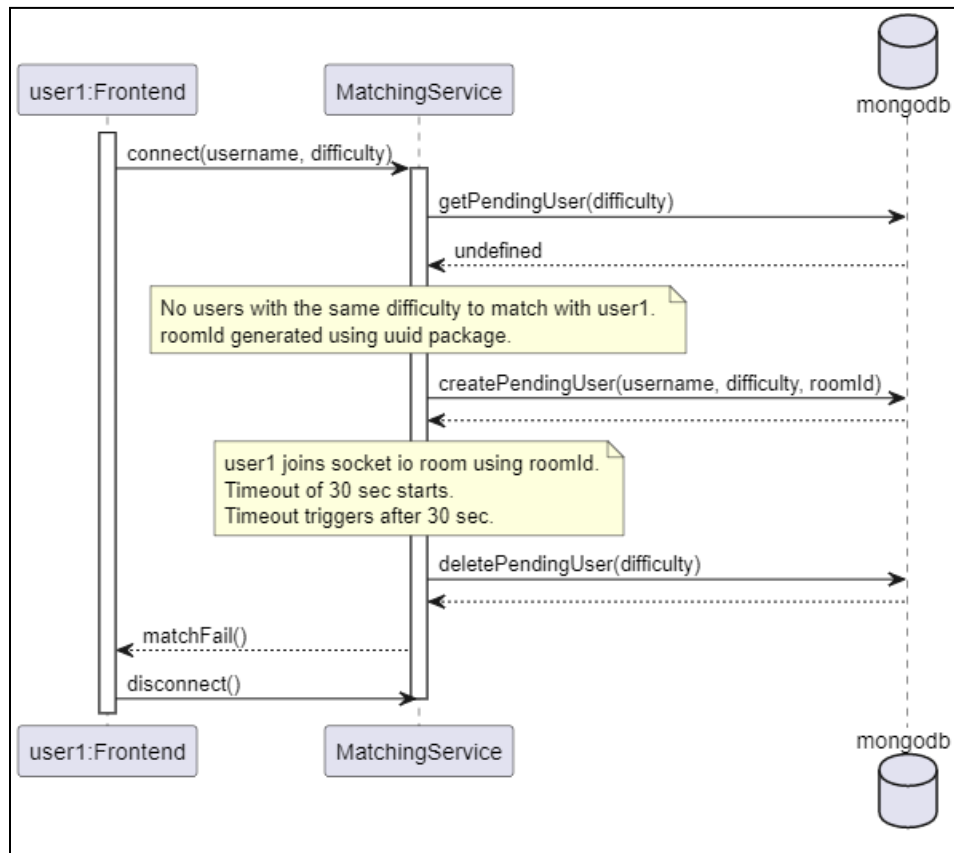 user1:Frontend
MatchingService
mongodb
connect(username, difficulty)
getPendingUser(difficulty)
undefined
No users with the same difficulty to match with user1.
roomId generated using uuid package.
createPendingUser(username, difficulty, roomId)
user1 joins socket io room using roomId.
Timeout of 30 sec starts.
Timeout triggers after 30 sec.
deletePendingUser(difficulty)
matchFail()
disconnect()
user1:Frontend
MatchingService
mongodb